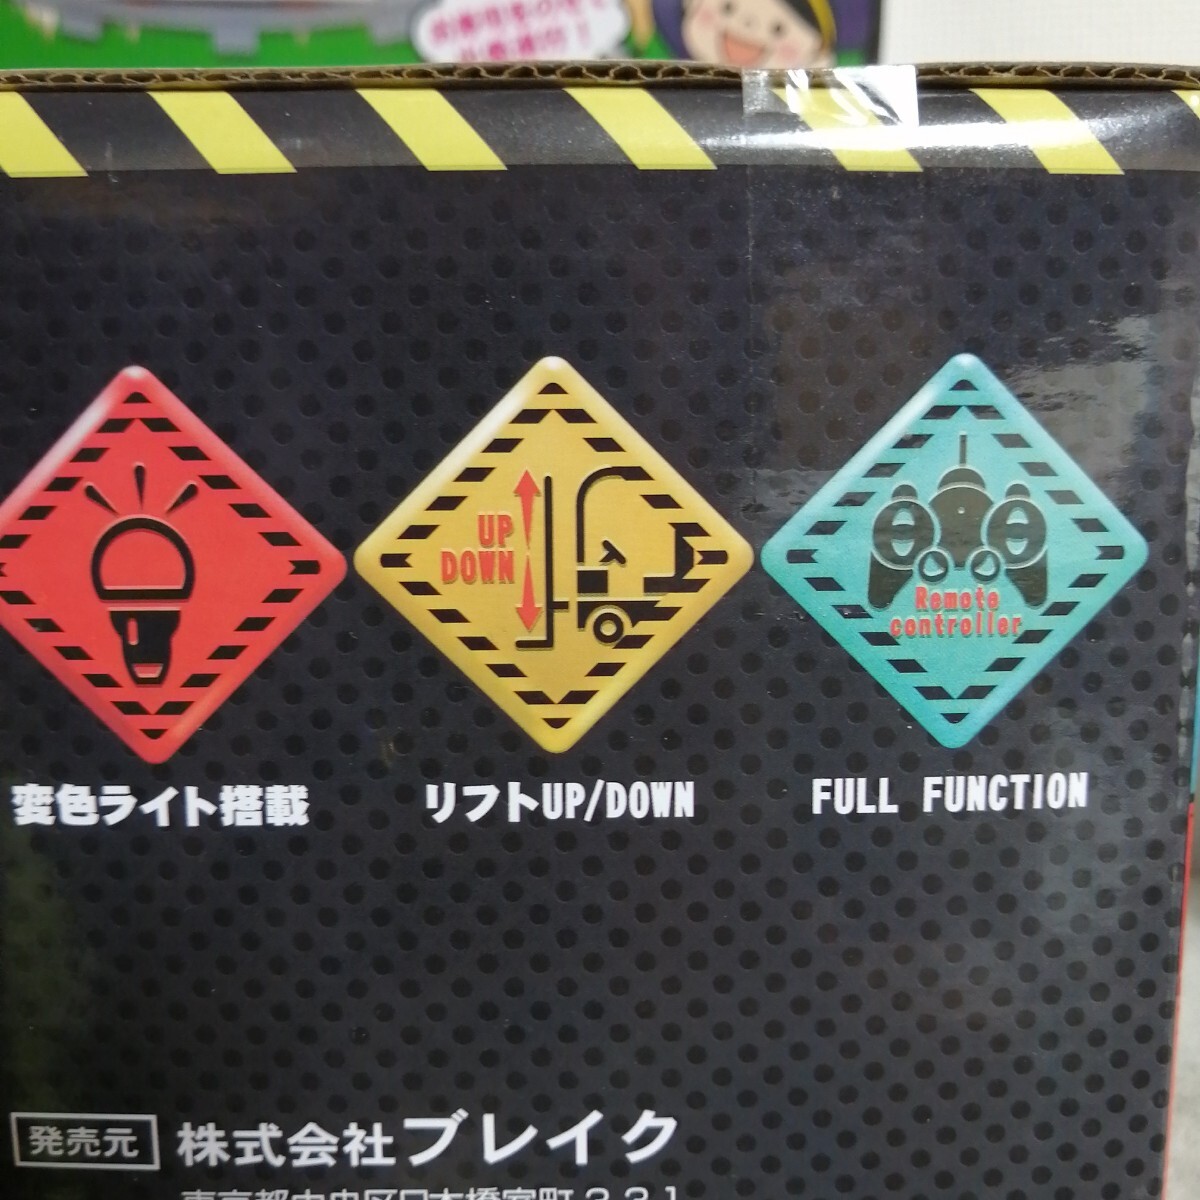 UP
DOWN
Remote
controller
変色ライト搭載
リフトUP/DOWN
FULL FUNCTION
発売元
株式会社ブレイク